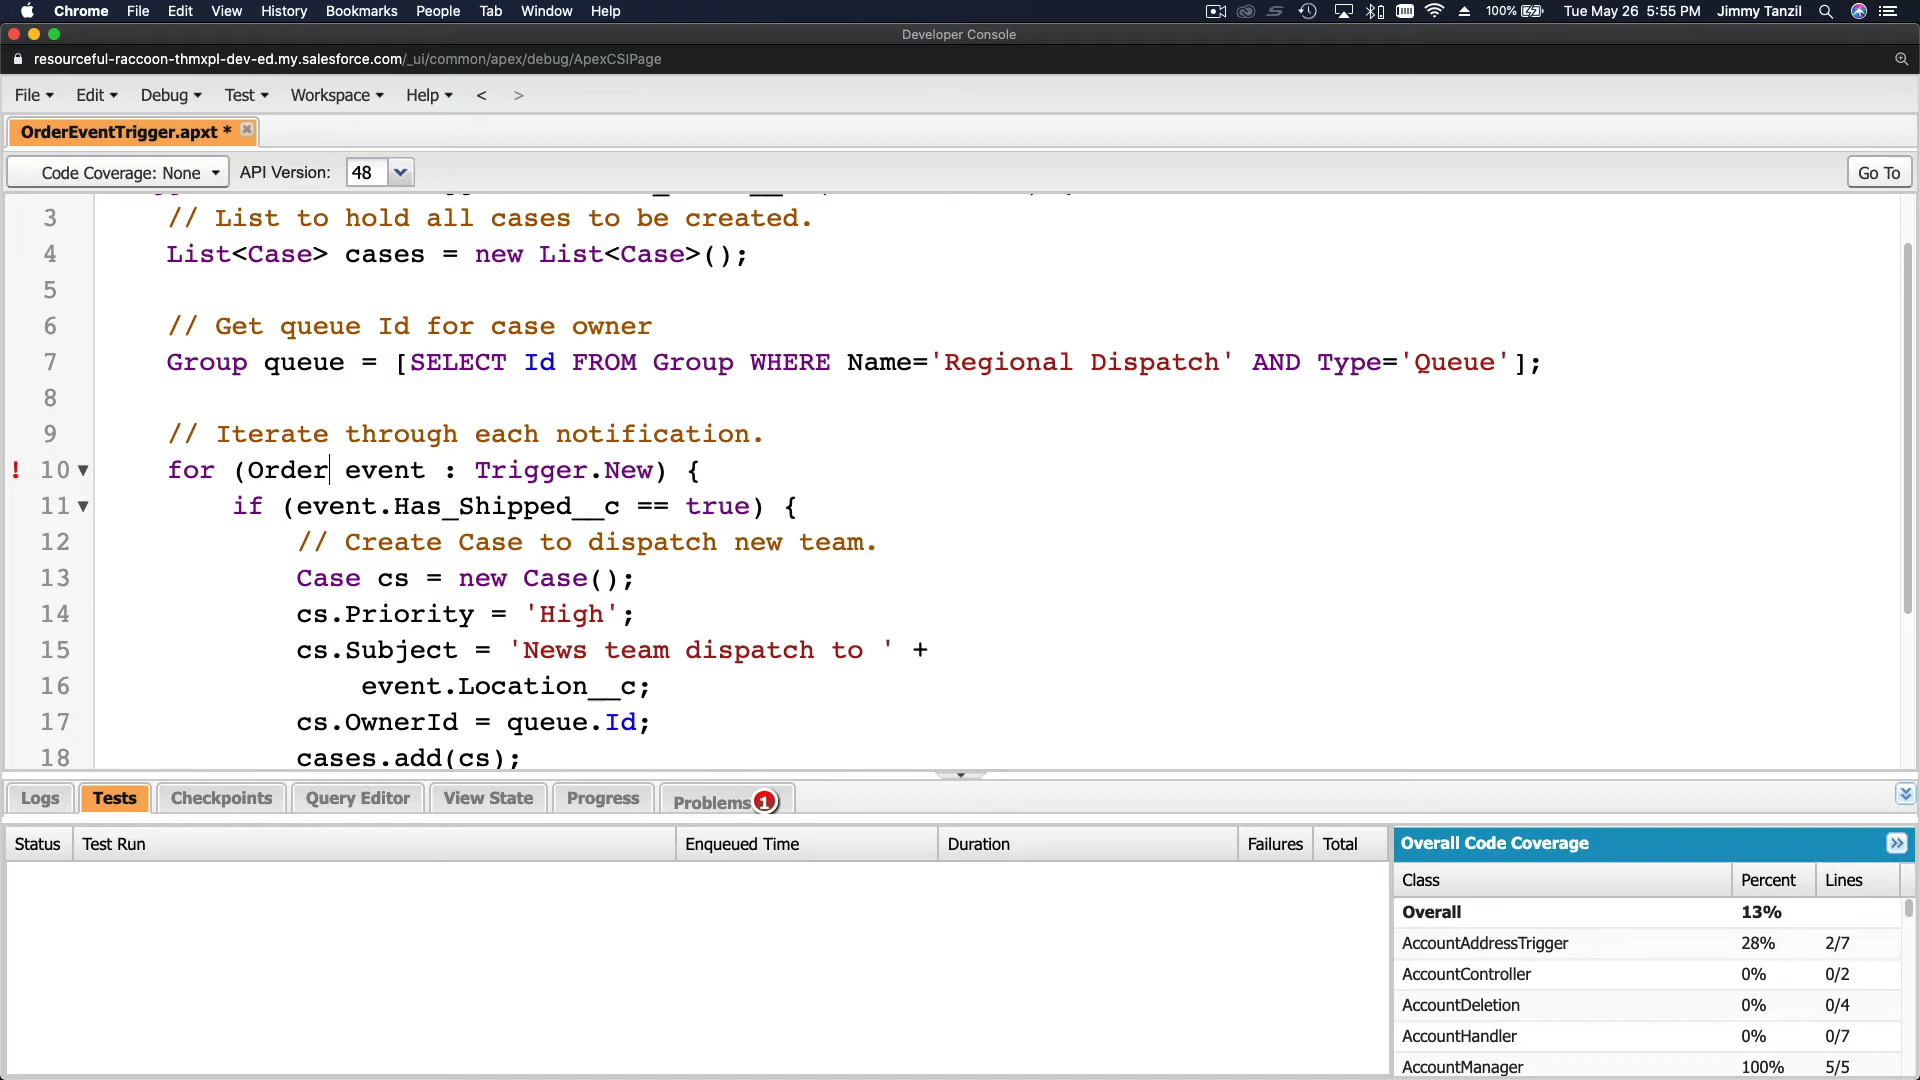 Chrome File Edit View History Bookmarks People Tab Window Help 100% Tue May 26 5:55 PM Jimmy Tanzil
Developer Console
resourceful-raccoon-thmxpl-dev-ed.my.salesforce.com/_ui/common/apex/debug/ApexCSIPage
File Edit Debug Test Workspace Help < >
OrderEventTrigger.apxt *
Code Coverage: None API Version: 48 Go To
3 // List to hold all cases to be created.
4 List<Case> cases = new List<Case>();
5
6 // Get queue Id for case owner
7 Group queue = [SELECT Id FROM Group WHERE Name='Regional Dispatch' AND Type='Queue'];
8
9 // Iterate through each notification.
! 10 for (Order event : Trigger.New) {
11 if (event.Has_Shipped__c == true) {
12 // Create Case to dispatch new team.
13 Case cs = new Case();
14 cs.Priority = 'High';
15 cs.Subject = 'News team dispatch to ' +
16 event.Location__c;
17 cs.OwnerId = queue.Id;
18 cases.add(cs);
Logs Tests Checkpoints Query Editor View State Progress Problems 1
Status Test Run Enqueued Time Duration Failures Total
Overall Code Coverage
Class Percent Lines
Overall 13%
AccountAddressTrigger 28% 2/7
AccountController 0% 0/2
AccountDeletion 0% 0/4
AccountHandler 0% 0/7
AccountManager 100% 5/5